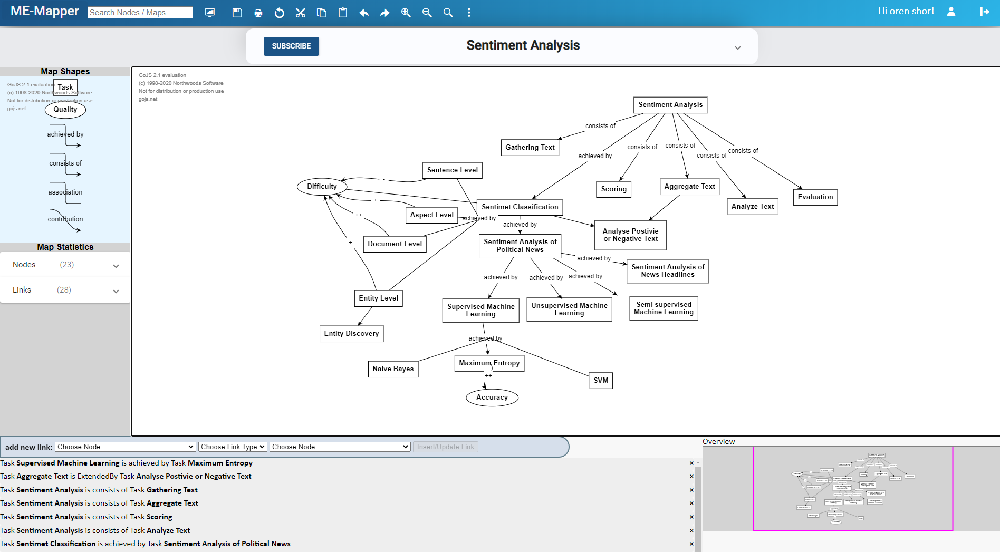 ME-Mapper
Search Nodes / Maps
Hi oren shor!
SUBSCRIBE
Sentiment Analysis
Map Shapes
GoJS 2.1 evaluation
(c) 1998-2020 Northwoods Software
Not for distribution or production use
gojs.net
Task
Quality
achieved by
consists of
association
contribution
Map Statistics
Nodes (23)
Links (28)
GoJS 2.1 evaluation
(c) 1998-2020 Northwoods Software
Not for distribution or production use
gojs.net
Sentiment Analysis
consists of
Gathering Text
achieved by
consists of
consists of
consists of
consists of
Sentence Level
Difficulty
-
Scoring
Aggregate Text
Evaluation
Analyze Text
+
Sentimet Classification
++
Aspect Level
achieved by
achieved by
Analyse Postivie
or Negative Text
+
Document Level
Sentiment Analysis of
Political News
achieved by
Sentiment Analysis of
News Headlines
achieved by
achieved by
achieved by
Entity Level
Supervised Machine
Learning
Unsupervised Machine
Learning
Semi supervised
Machine Learning
Entity Discovery
achieved by
Naive Bayes
Maximum Entropy
++
SVM
Accuracy
add new link:
Choose Node
Choose Link Type
Choose Node
Insert/Update Link
Overview
Task Supervised Machine Learning is achieved by Task Maximum Entropy
Task Aggregate Text is ExtendedBy Task Analyse Postivie or Negative Text
Task Sentiment Analysis is consists of Task Gathering Text
Task Sentiment Analysis is consists of Task Aggregate Text
Task Sentiment Analysis is consists of Task Scoring
Task Sentiment Analysis is consists of Task Analyze Text
Task Sentimet Classification is achieved by Task Sentiment Analysis of Political News